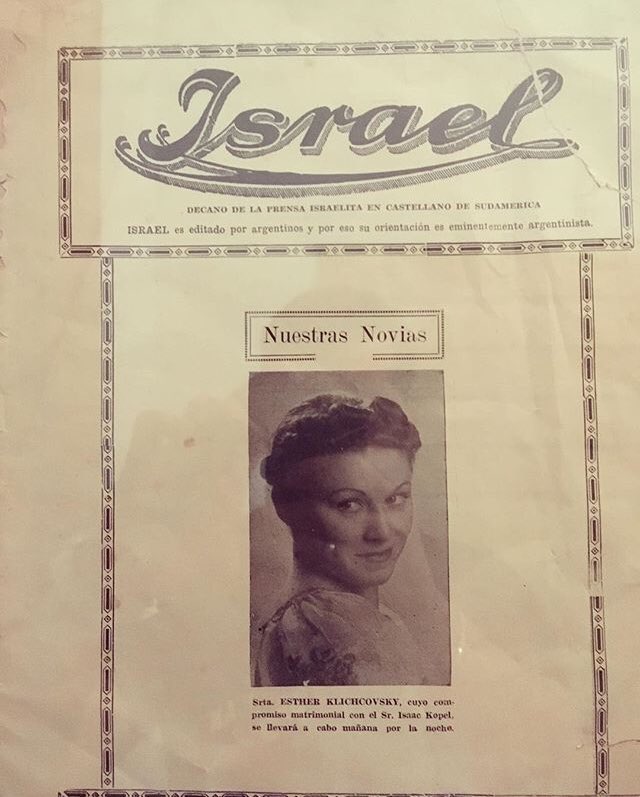 Israel
DECANO DE LA PRENSA ISRAELITA EN CASTELLANO DE SUDAMERICA
ISRAEL es editado por argentinos y por eso su orientación es eminentemente argentinista.
Nuestras Novias
Srta. ESTHER KLICHCOVSKY, cuyo com-
promiso matrimonial con el Sr. Isaac Kopel,
se llevará a cabo mañana por la noche.